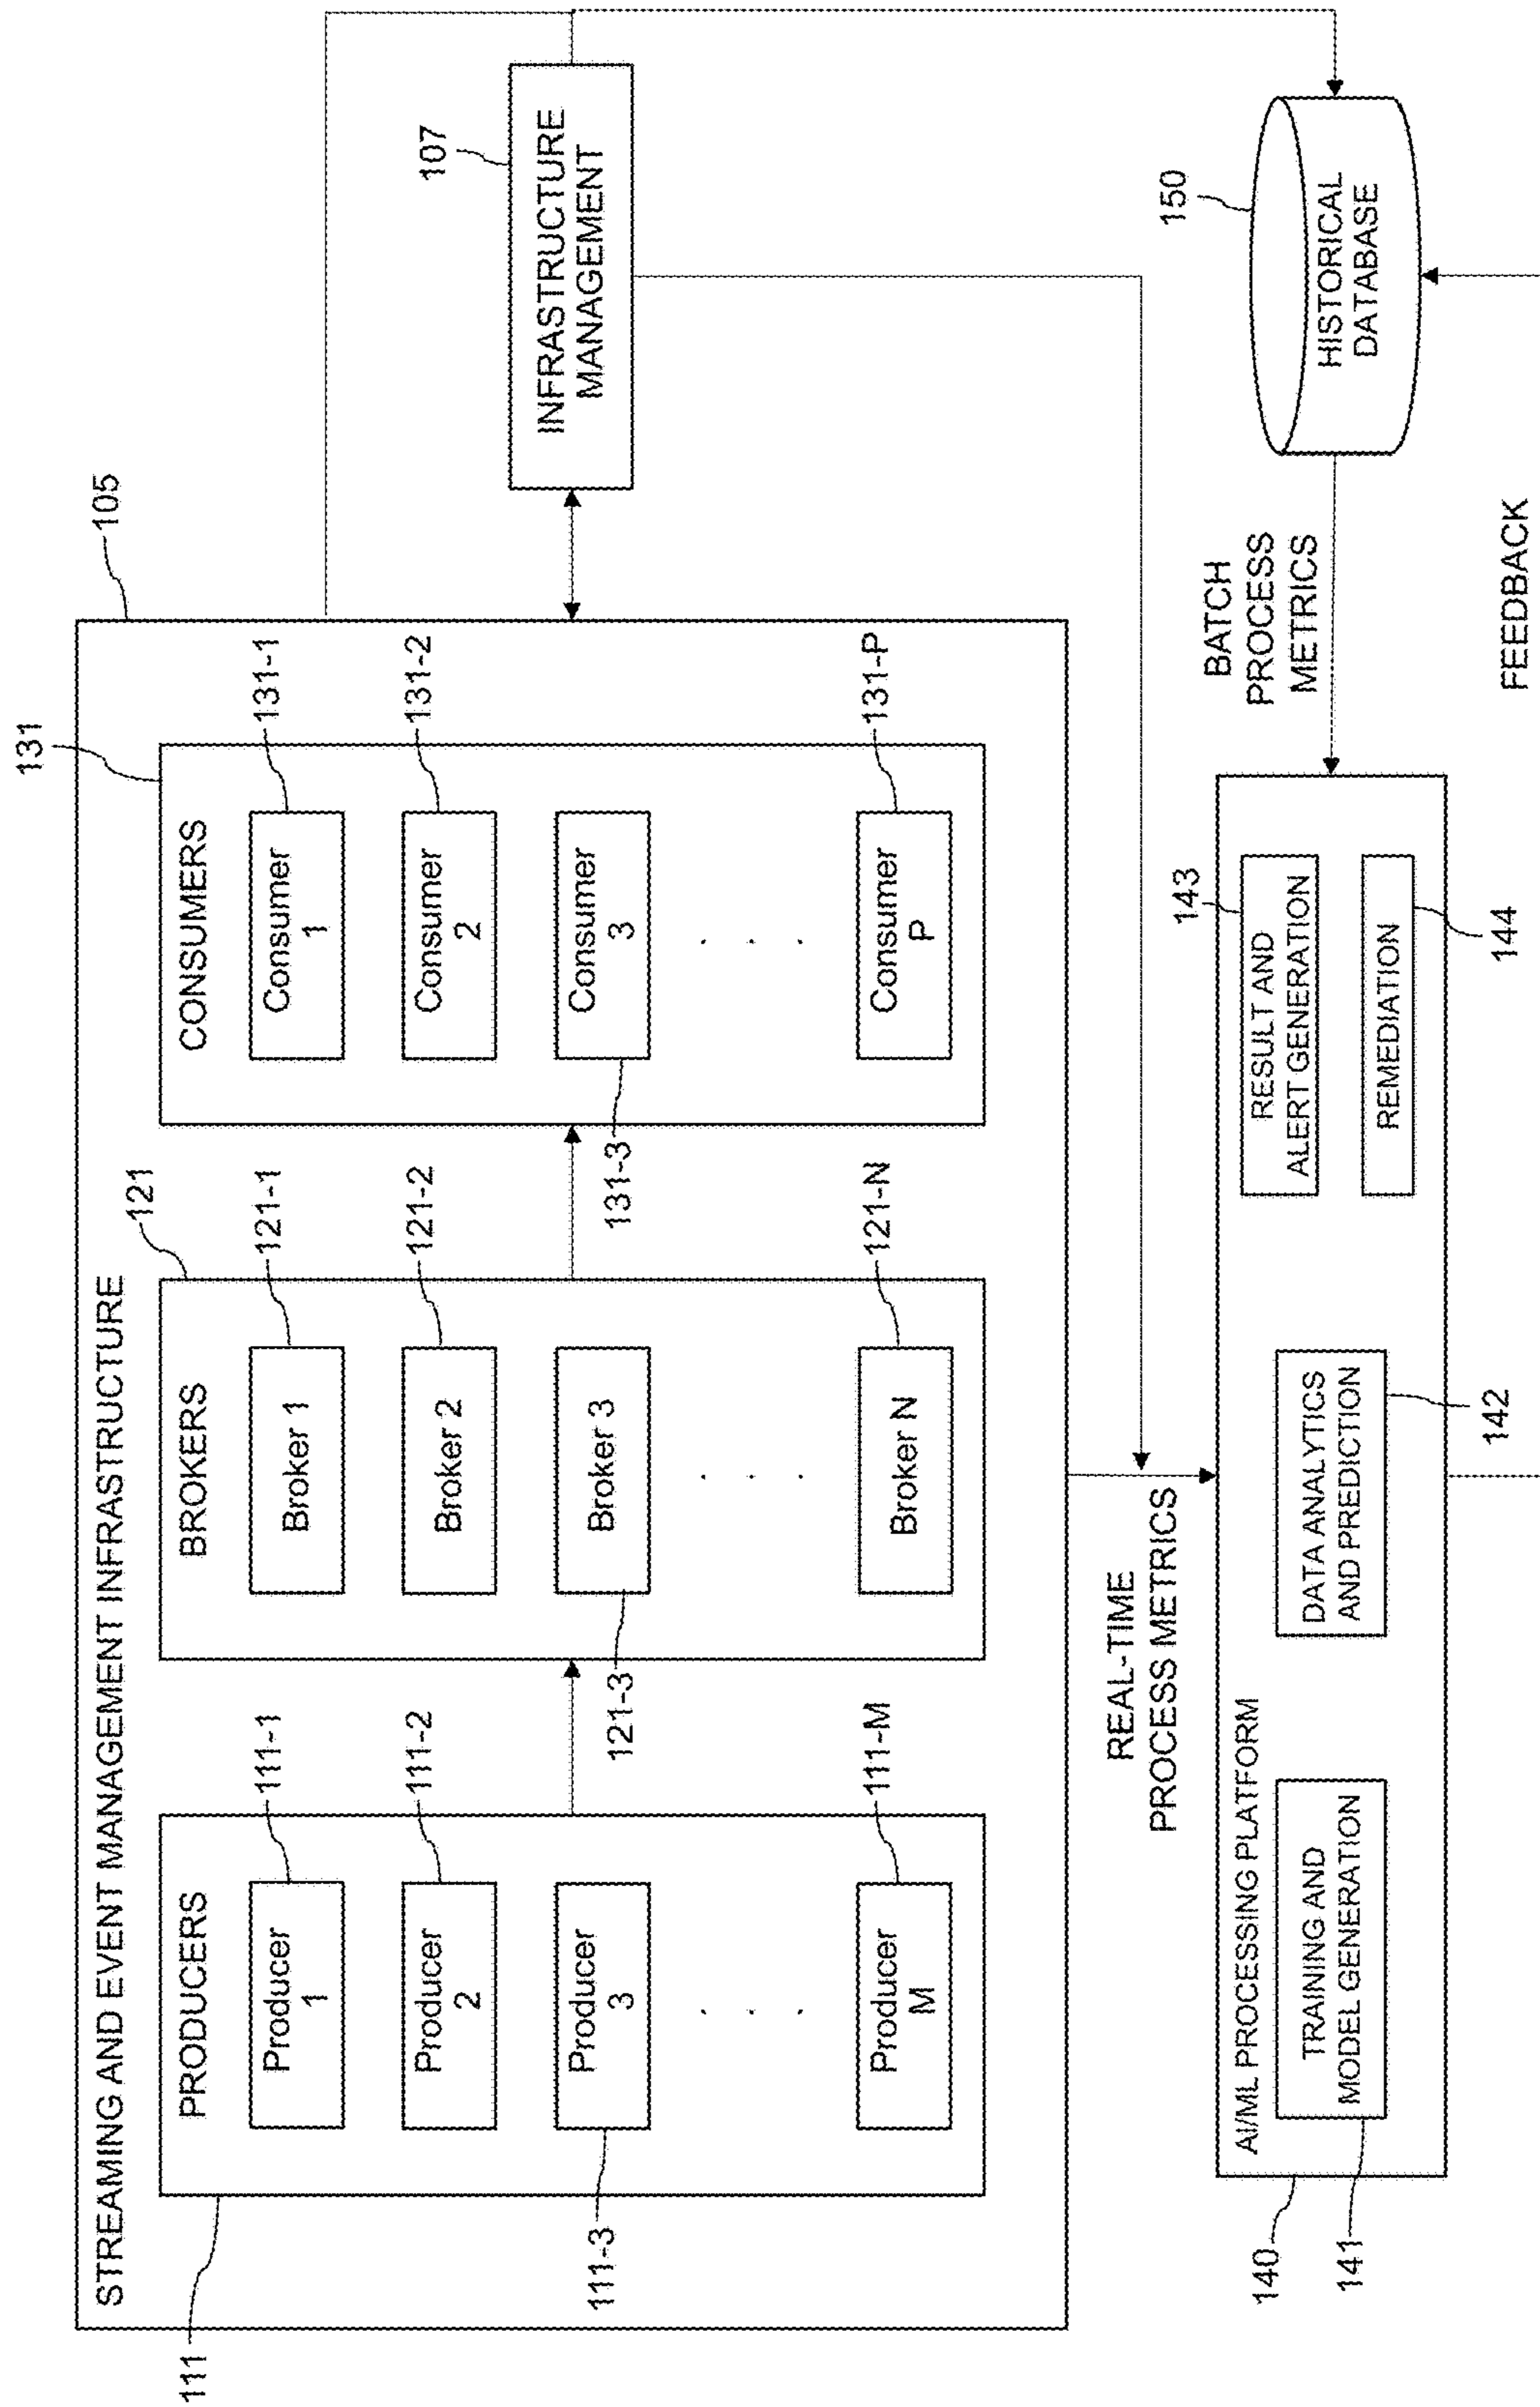 STREAMING AND EVENT MANAGEMENT INFRASTRUCTURE
105
111
PRODUCERS
Producer
1
111-1
Producer
2
111-2
Producer
3
111-3
. . .
Producer
M
111-M
121
BROKERS
Broker 1
121-1
Broker 2
121-2
Broker 3
121-3
. . .
Broker N
121-N
131
CONSUMERS
Consumer
1
131-1
Consumer
2
131-2
Consumer
3
131-3
. . .
Consumer
P
131-P
107
INFRASTRUCTURE
MANAGEMENT
REAL-TIME
PROCESS METRICS
BATCH
PROCESS
METRICS
150
HISTORICAL
DATABASE
140
AI/ML PROCESSING PLATFORM
TRAINING AND
MODEL GENERATION
141
DATA ANALYTICS
AND PREDICTION
142
143
RESULT AND
ALERT GENERATION
REMEDIATION
144
FEEDBACK